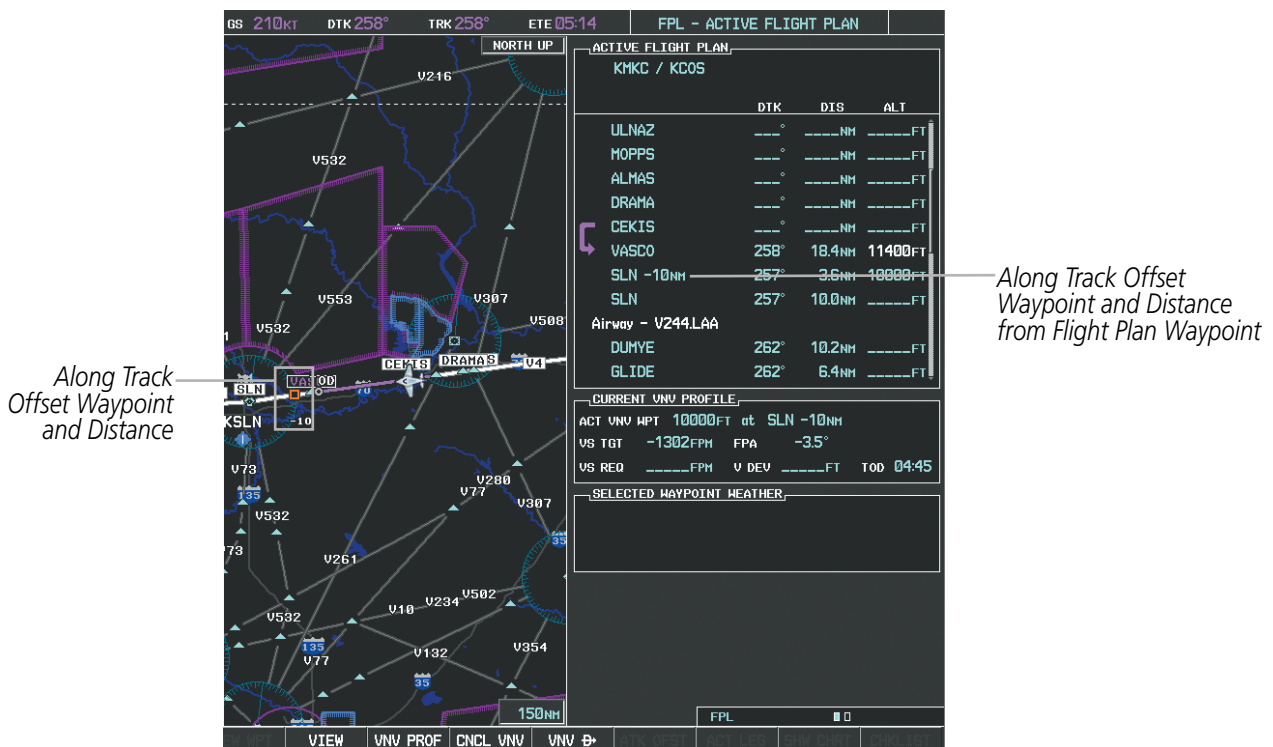 GS 210KT DTK 258° TRK 258° ETE 05:14 FPL - ACTIVE FLIGHT PLAN
NORTH UP
V216
V532
V553
V307
V532
V508
CEKIS DRAMAS V4
SLN
OD
70
KSLN
-10
V73
135
V532
V280
V77
V307
35
73
V261
V502
V234
V10
V532
135
V77
V132
V354
35
150NM
ACTIVE FLIGHT PLAN
KMKC / KCOS
DTK DIS ALT
ULNAZ ___° ____NM _____FT
MOPPS ___° ____NM _____FT
ALMAS ___° ____NM _____FT
DRAMA ___° ____NM _____FT
CEKIS ___° ____NM _____FT
VASCO 258° 18.4NM 11400FT
SLN -10NM 257° 3.6NM 10000FT
SLN 257° 10.0NM
Airway - V244.LAA
DUMYE 262° 10.2NM _____FT
GLIDE 262° 6.4NM _____FT
CURRENT VNV PROFILE
ACT VNV WPT 10000FT at SLN -10NM
VS TGT -1302FPM FPA -3.5°
VS REQ _____FPM V DEV _____FT TOD 04:45
SELECTED WAYPOINT WEATHER
FPL
VIEW VNV PROF CNCL VNV VNV D ATK OFST ACT LEG SHW CHRT CHKLIST
Along Track
Offset Waypoint
and Distance
Along Track Offset
Waypoint and Distance
from Flight Plan Waypoint